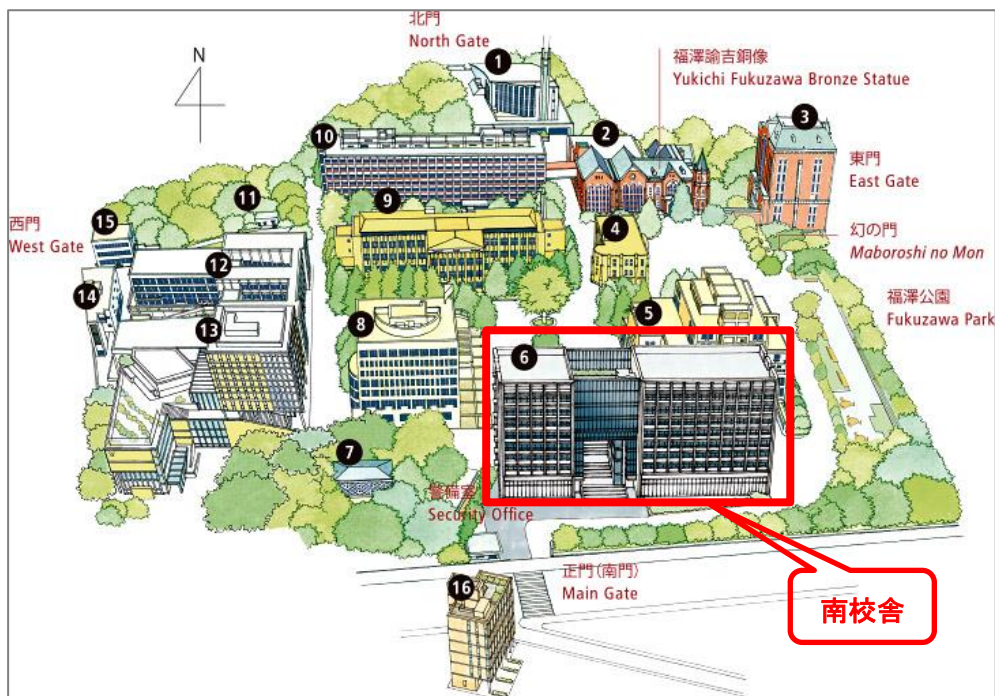 北門
North Gate
N
福澤諭吉銅像
Yukichi Fukuzawa Bronze Statue
1
2
3
10
東門
East Gate
9
11
4
西門
West Gate
15
幻の門
Maboroshi no Mon
12
14
福澤公園
Fukuzawa Park
13
8
5
6
7
警備室
Security Office
正門(南門)
Main Gate
16
南校舎